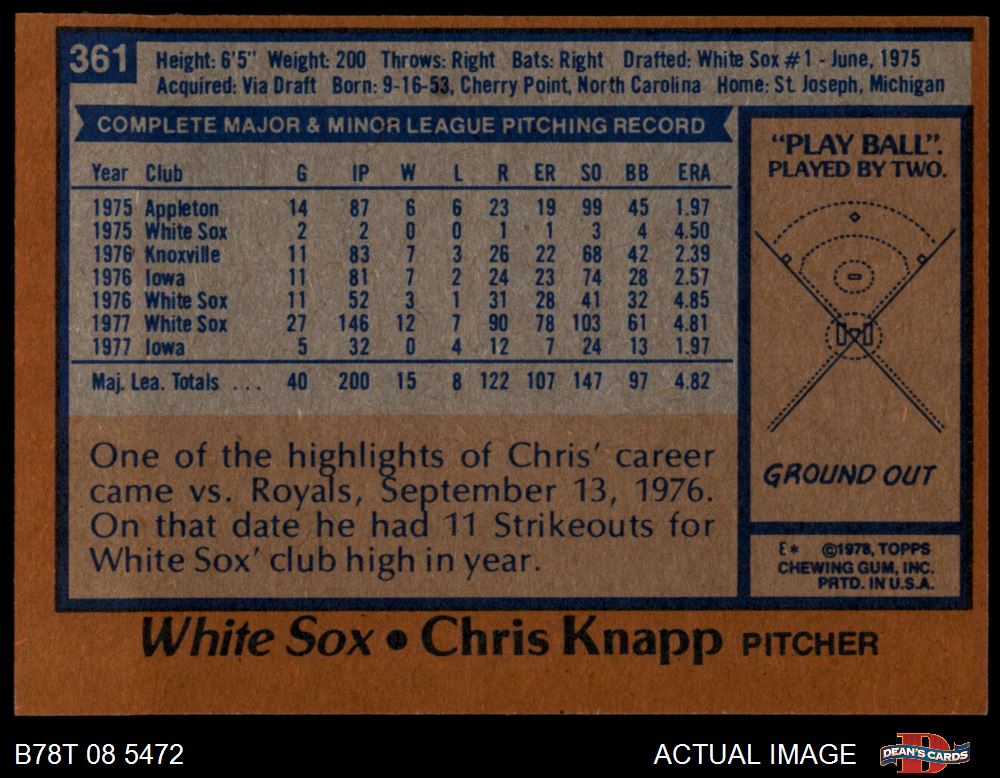 361
Height: 6'5" Weight: 200 Throws: Right Bats: Right Drafted: White Sox #1 - June, 1975
Acquired: Via Draft Born: 9-16-53, Cherry Point, North Carolina Home: St. Joseph, Michigan
COMPLETE MAJOR & MINOR LEAGUE PITCHING RECORD
Year Club G IP W L R ER SO BB ERA
1975 Appleton 14 87 6 6 23 19 99 45 1.97
1975 White Sox 2 2 0 0 1 1 3 4 4.50
1976 Knoxville 11 83 7 3 26 22 68 42 2.39
1976 Iowa 11 81 7 2 24 23 74 28 2.57
1976 White Sox 11 52 3 1 31 28 41 32 4.85
1977 White Sox 27 146 12 7 90 78 103 61 4.81
1977 Iowa 5 32 0 4 12 7 24 13 1.97
Maj. Lea. Totals ... 40 200 15 8 122 107 147 97 4.82
One of the highlights of Chris' career
came vs. Royals, September 13, 1976.
On that date he had 11 Strikeouts for
White Sox' club high in year.
"PLAY BALL".
PLAYED BY TWO.
GROUND OUT
E* ©1978, TOPPS
CHEWING GUM, INC.
PRTD. IN U.S.A.
White Sox • Chris Knapp PITCHER
B78T 08 5472
ACTUAL IMAGE
D
DEAN'S CARDS